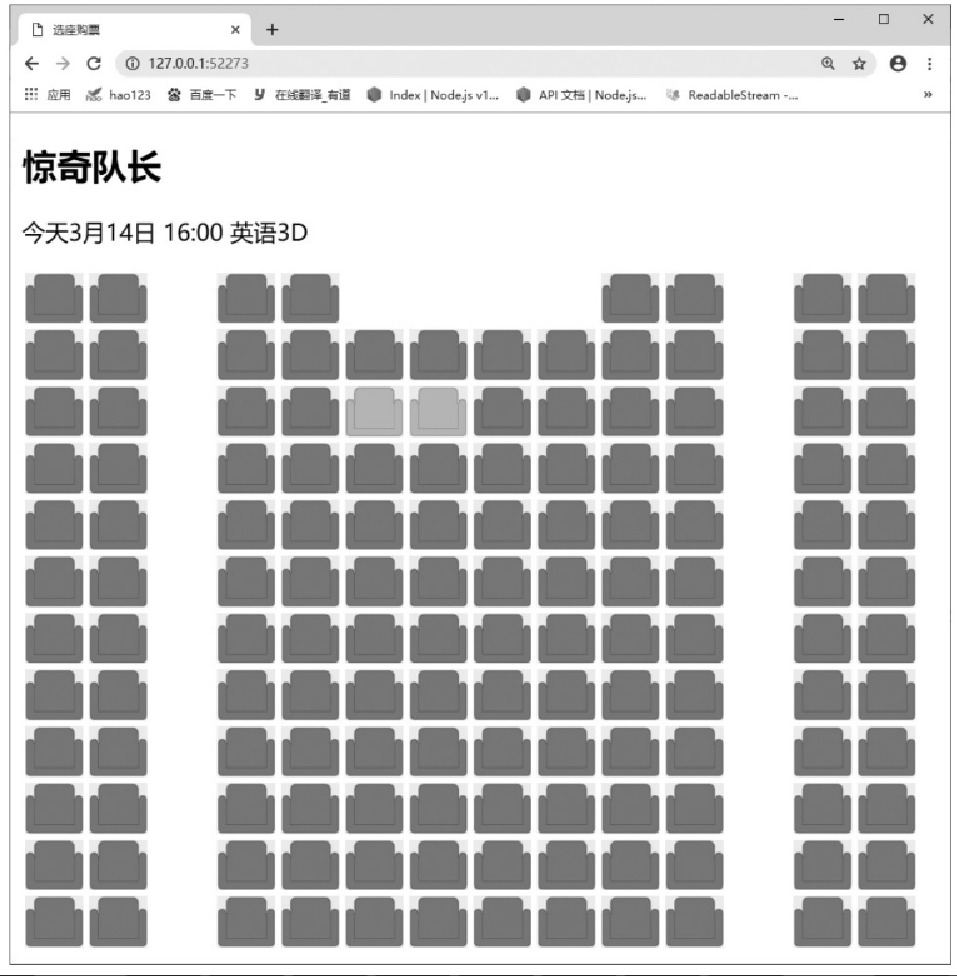 选座购票
127.0.0.1:52273
应用 hao123 百度一下 在线翻译_有道 Index | Node.js v1... API 文档 | Node.js... ReadableStream -...
惊奇队长
今天3月14日 16:00 英语3D